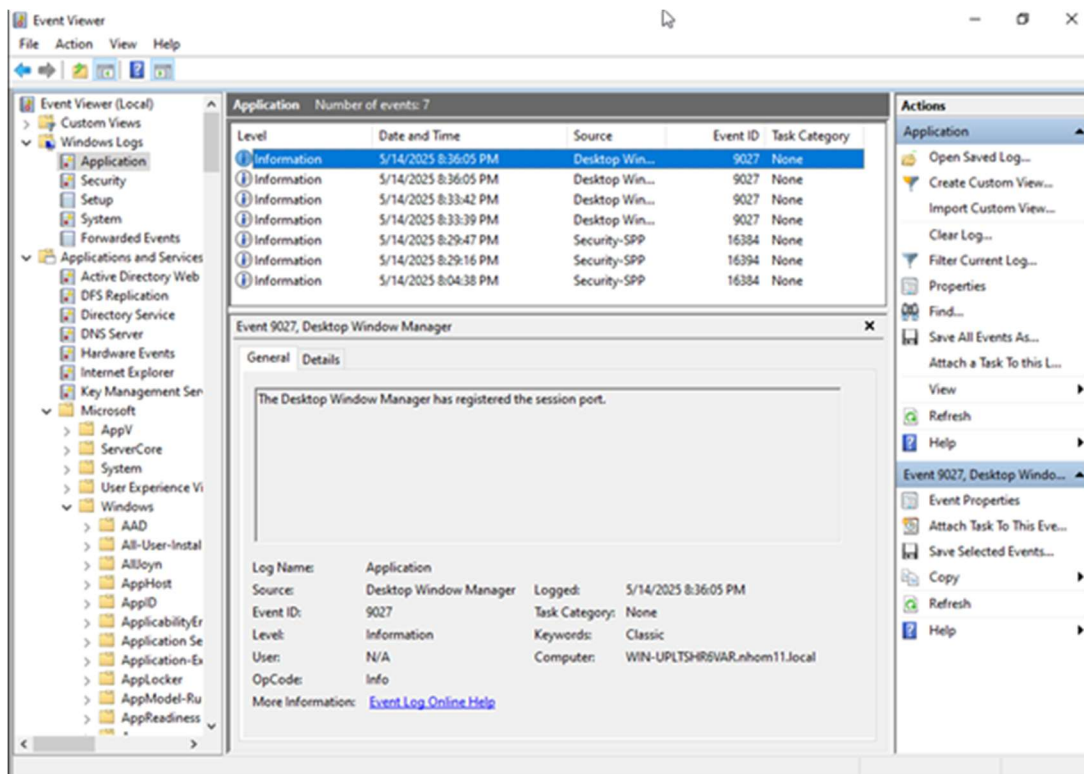 Event Viewer
File Action View Help
Event Viewer (Local)
Custom Views
Windows Logs
Application
Security
Setup
System
Forwarded Events
Applications and Services
Active Directory Web
DFS Replication
Directory Service
DNS Server
Hardware Events
Internet Explorer
Key Management Ser
Microsoft
AppV
ServerCore
System
User Experience Vi
Windows
AAD
All-User-Instal
AllJoyn
AppHost
AppID
ApplicabilityEr
Application Se
Application-Ex
AppLocker
AppModel-Ru
AppReadiness
Application Number of events: 7
Level Date and Time Source Event ID Task Category
Information 5/14/2025 8:36:05 PM Desktop Win... 9027 None
Information 5/14/2025 8:36:05 PM Desktop Win... 9027 None
Information 5/14/2025 8:33:42 PM Desktop Win... 9027 None
Information 5/14/2025 8:33:39 PM Desktop Win... 9027 None
Information 5/14/2025 8:29:47 PM Security-SPP 16384 None
Information 5/14/2025 8:29:16 PM Security-SPP 16394 None
Information 5/14/2025 8:04:38 PM Security-SPP 16384 None
Event 9027, Desktop Window Manager
General Details
The Desktop Window Manager has registered the session port.
Log Name: Application
Source: Desktop Window Manager Logged: 5/14/2025 8:36:05 PM
Event ID: 9027 Task Category: None
Level: Information Keywords: Classic
User: N/A Computer: WIN-UPLTSHR6VAR.nhom11.local
OpCode: Info
More Information: Event Log Online Help
Actions
Application
Open Saved Log...
Create Custom View...
Import Custom View...
Clear Log...
Filter Current Log...
Properties
Find...
Save All Events As...
Attach a Task To this L...
View
Refresh
Help
Event 9027, Desktop Windo...
Event Properties
Attach Task To This Eve...
Save Selected Events...
Copy
Refresh
Help